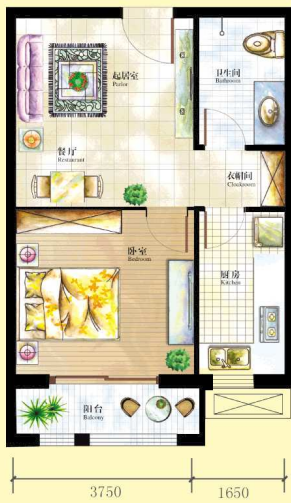 卫生间
Bathroom
起居室
Parlor
餐厅
Restaurant
衣帽间
Cloakroom
卧室
Bedroom
厨房
Kitchen
阳台
Balcony
3750 1650